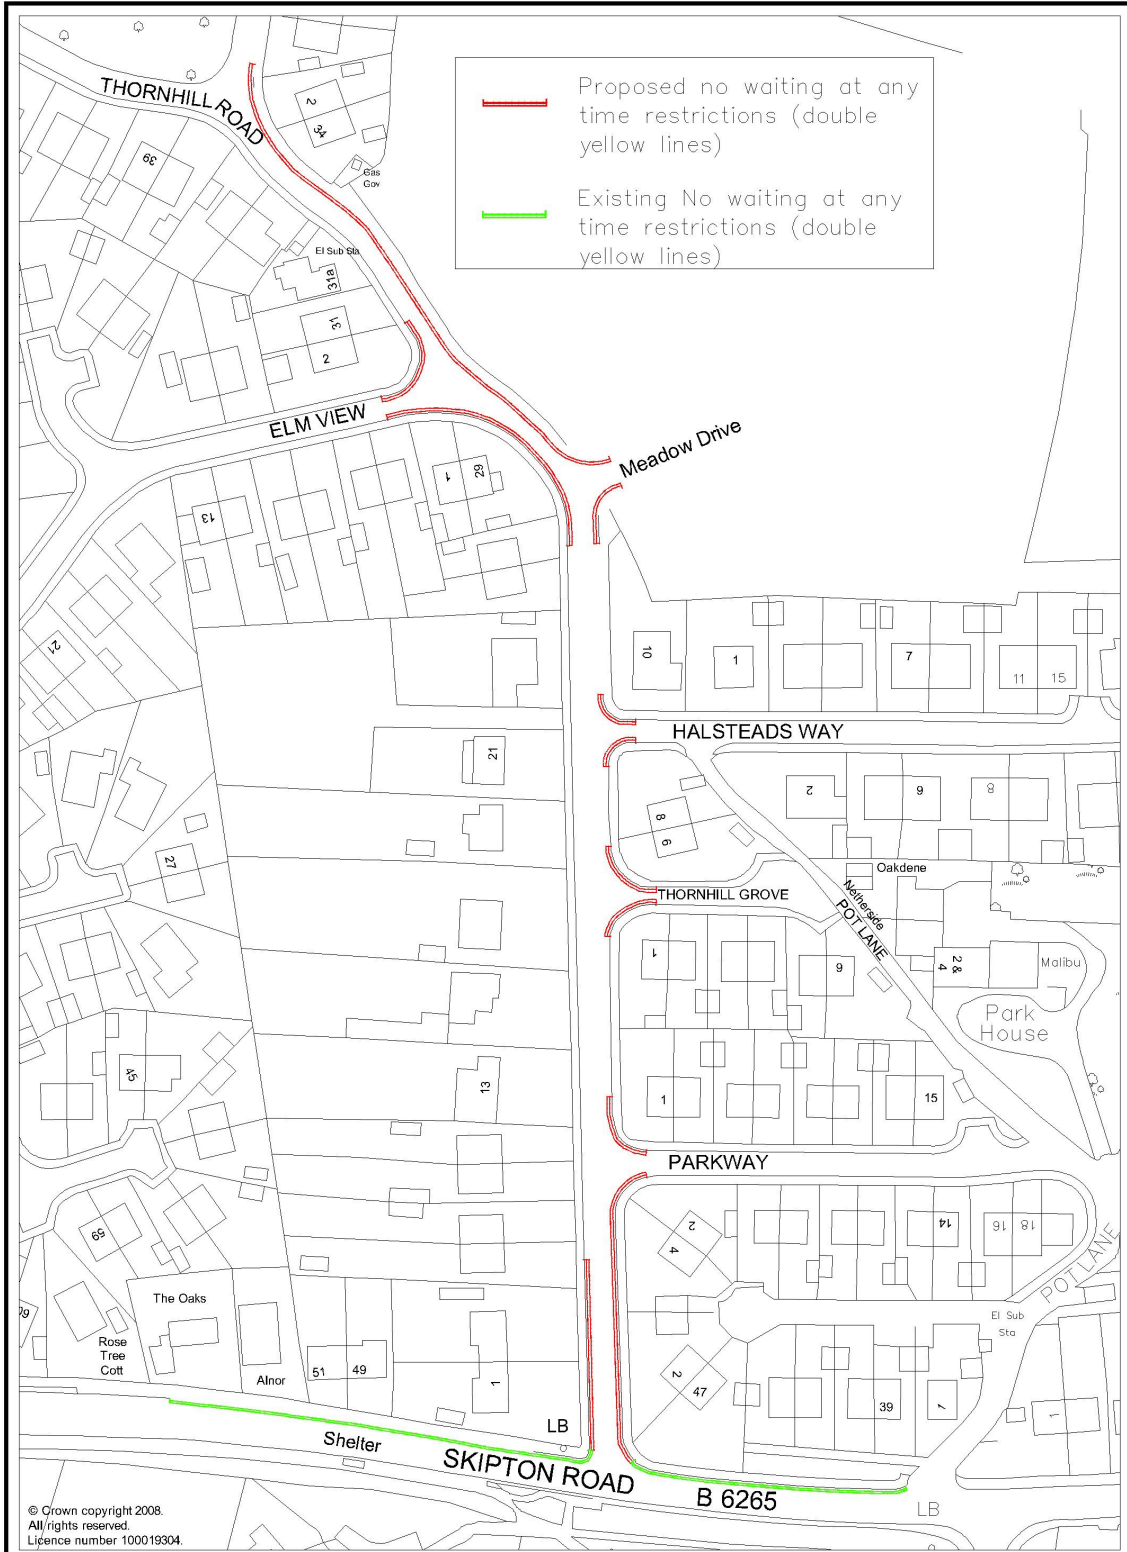 THORNHILL ROAD
Proposed no waiting at any
time restrictions (double
yellow lines)
Existing No waiting at any
time restrictions (double
yellow lines)
2
34
39
Gas
Gov
El Sub Sta
31a
31
2
ELM VIEW
Meadow Drive
1
29
13
21
10
1
7
11
15
HALSTEADS WAY
21
2
6
8
8
6
27
Oakdene
THORNHILL GROVE
Netherside
POT LANE
1
9
2 &
4
Malibu
Park
House
45
13
1
15
PARKWAY
59
2
4
14
16
18
POT LANE
The Oaks
El Sub
Sta
Rose
Tree
Cott
Alnor
51
49
1
2
47
39
1
1
LB
Shelter
SKIPTON ROAD
B 6265
LB
© Crown copyright 2008.
All rights reserved.
Licence number 100019304.